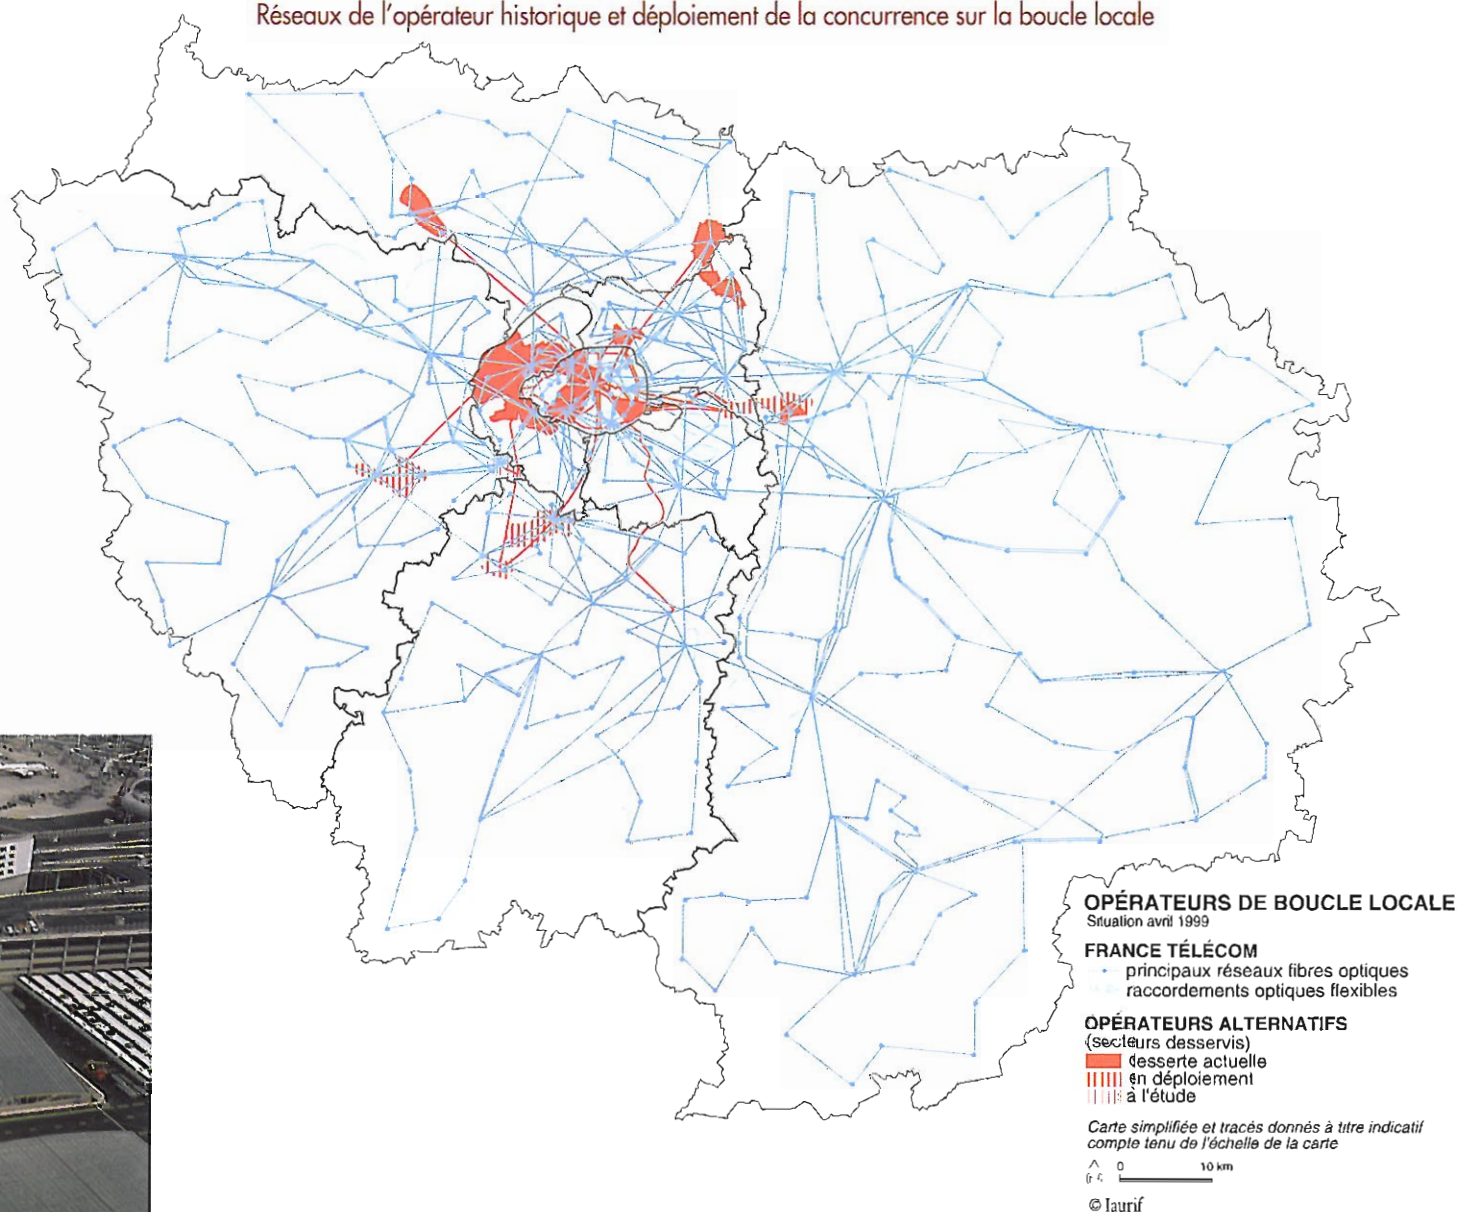 Réseaux de l'opérateur historique et déploiement de la concurrence sur la boucle locale
OPÉRATEURS DE BOUCLE LOCALE
Situation avril 1999
FRANCE TÉLÉCOM
principaux réseaux fibres optiques
raccordements optiques flexibles
OPÉRATEURS ALTERNATIFS
(secteurs desservis)
desserte actuelle
en déploiement
à l'étude
Carte simplifiée et tracés donnés à titre indicatif
compte tenu de l'échelle de la carte
0 10 km
© Iaurif